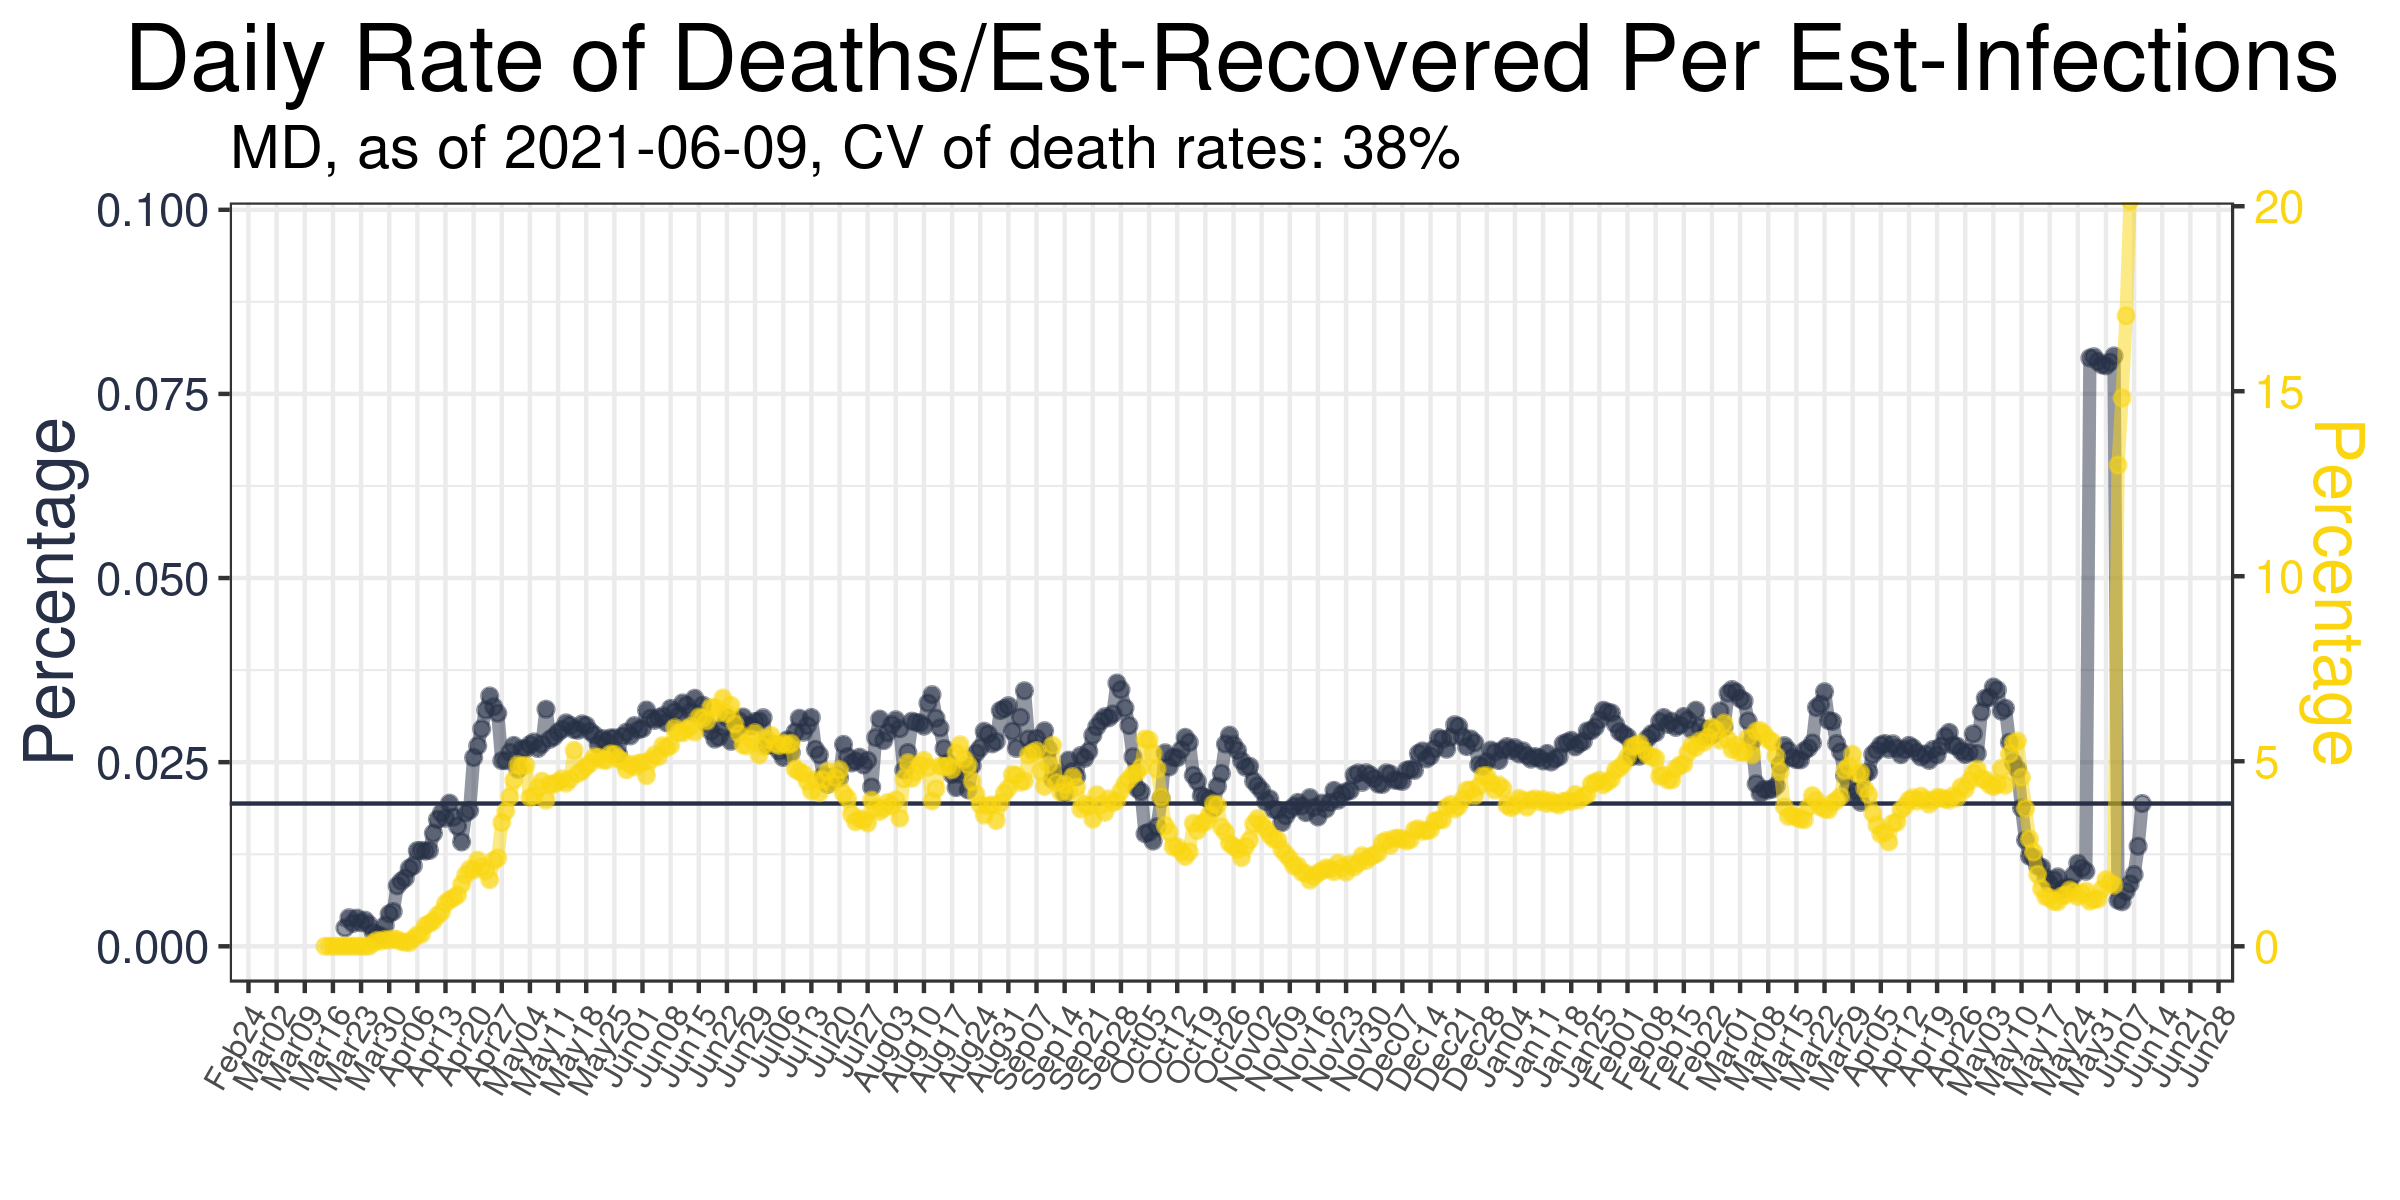 Daily Rate of Deaths/Est-Recovered Per Est-Infections
MD, as of 2021-06-09, CV of death rates: 38%
Percentage
0.100
0.075
0.050
0.025
0.000
20
15
10
5
0
Percentage
Feb24
Mar02
Mar09
Mar16
Mar23
Mar30
Apr06
Apr13
Apr20
Apr27
May04
May11
May18
May25
Jun01
Jun08
Jun15
Jun22
Jun29
Jul06
Jul13
Jul20
Jul27
Aug03
Aug10
Aug17
Aug24
Aug31
Sep07
Sep14
Sep21
Sep28
Oct05
Oct12
Oct19
Oct26
Nov02
Nov09
Nov16
Nov23
Nov30
Dec07
Dec14
Dec21
Dec28
Jan04
Jan11
Jan18
Jan25
Feb01
Feb08
Feb15
Feb22
Mar01
Mar08
Mar15
Mar22
Mar29
Apr05
Apr12
Apr19
Apr26
May03
May10
May17
May24
May31
Jun07
Jun14
Jun21
Jun28